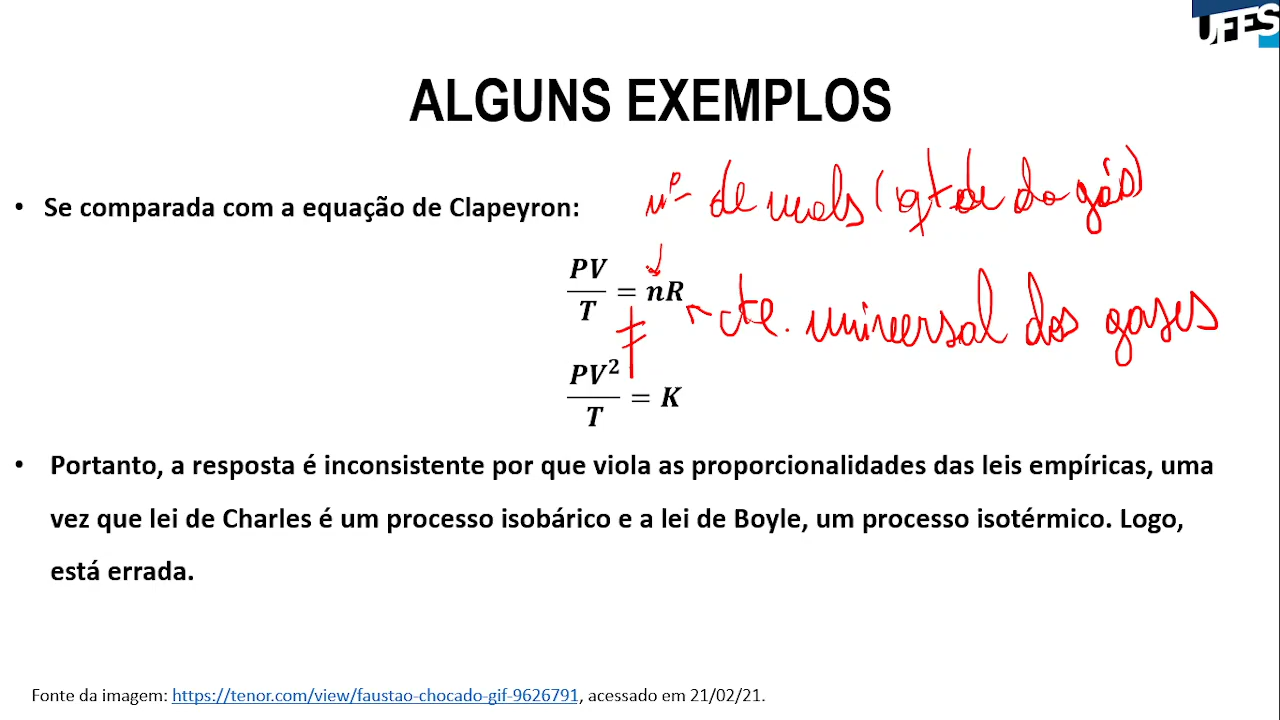 UFES
ALGUNS EXEMPLOS
• Se comparada com a equação de Clapeyron:
nº de mols (qtde do gás)
PV/T = nR
cte. universal dos gases
≠
PV²/T = K
• Portanto, a resposta é inconsistente por que viola as proporcionalidades das leis empíricas, uma
vez que lei de Charles é um processo isobárico e a lei de Boyle, um processo isotérmico. Logo,
está errada.
Fonte da imagem: https://tenor.com/view/faustao-chocado-gif-9626791, acessado em 21/02/21.